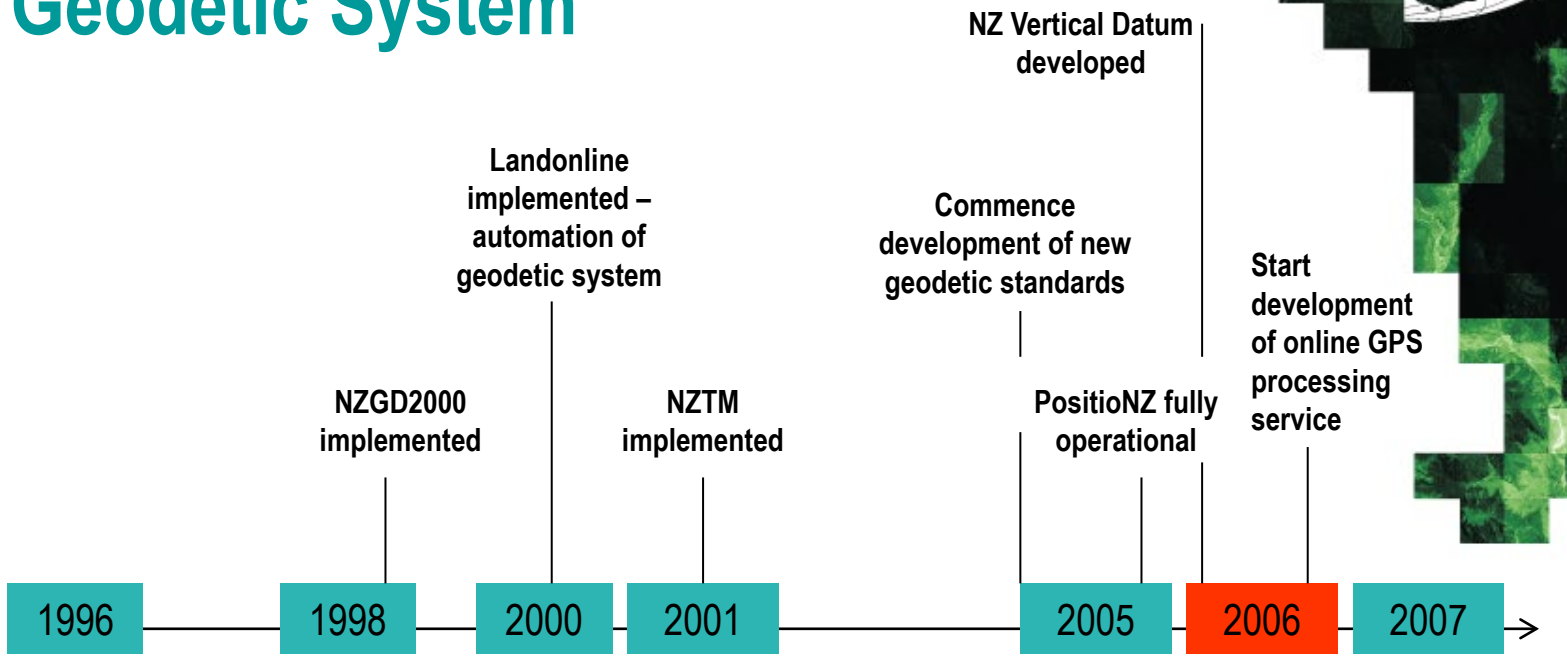 Geodetic System
NZ Vertical Datum
developed
Landonline
implemented –
automation of
geodetic system
Commence
development of new
geodetic standards
Start
development
of online GPS
processing
service
NZGD2000
implemented
NZTM
implemented
PositioNZ fully
operational
1996
1998
2000
2001
2005
2006
2007